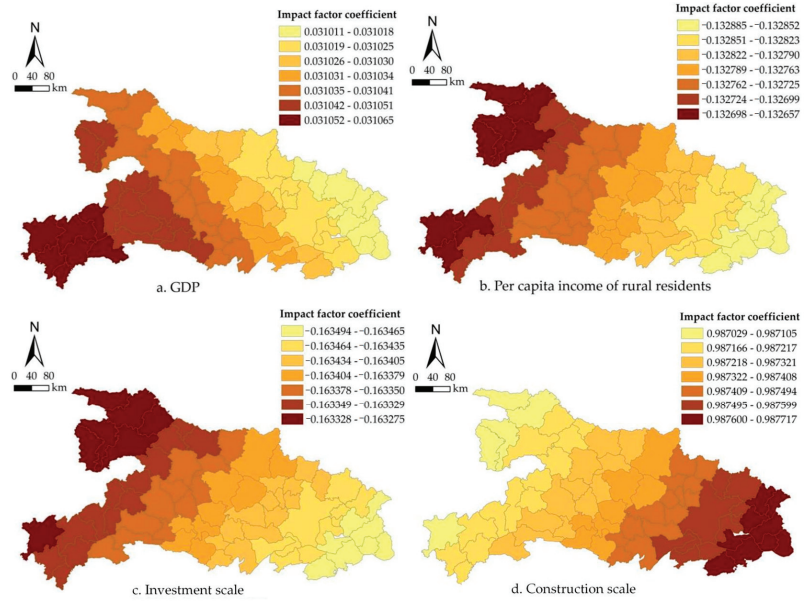 Impact factor coefficient
0.031011 - 0.031018
0.031019 - 0.031025
0.031026 - 0.031030
0.031031 - 0.031034
0.031035 - 0.031041
0.031042 - 0.031051
0.031052 - 0.031065
N
0 40 80
km
a. GDP
Impact factor coefficient
−0.132885 - −0.132852
−0.132851 - −0.132823
−0.132822 - −0.132790
−0.132789 - −0.132763
−0.132762 - −0.132725
−0.132724 - −0.132699
−0.132698 - −0.132657
N
0 40 80
km
b. Per capita income of rural residents
Impact factor coefficient
−0.163494 - −0.163465
−0.163464 - −0.163435
−0.163434 - −0.163405
−0.163404 - −0.163379
−0.163378 - −0.163350
−0.163349 - −0.163329
−0.163328 - −0.163275
N
0 40 80
km
c. Investment scale
Impact factor coefficient
0.987029 - 0.987105
0.987166 - 0.987217
0.987218 - 0.987321
0.987322 - 0.987408
0.987409 - 0.987494
0.987495 - 0.987599
0.987600 - 0.987717
N
0 40 80
km
d. Construction scale